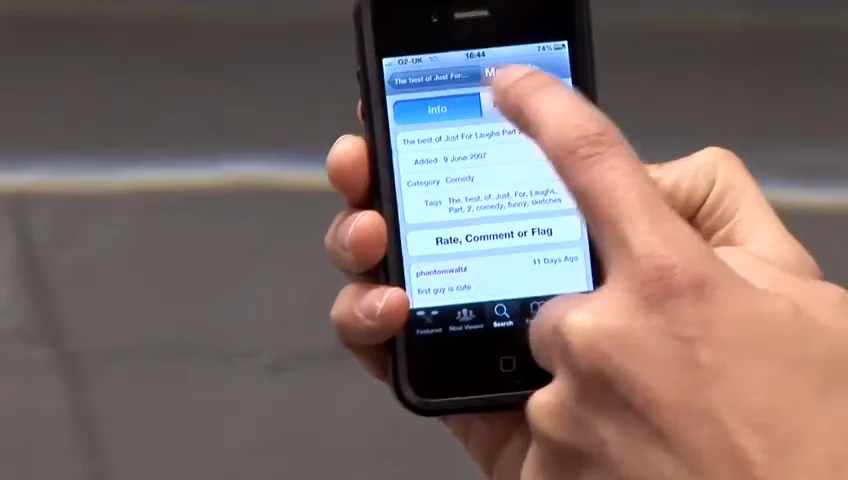 O2-UK 3G 16:44 74%
The best of Just For...
Info
The best of Just For Laughs Part 2
Added 9 June 2007
Category Comedy
Tags The, best, of, Just, For, Laughs,
Part, 2, comedy, funny, sketches
Rate, Comment or Flag
phantomwaltz 11 Days Ago
first guy is cute
Featured Most Viewed Search